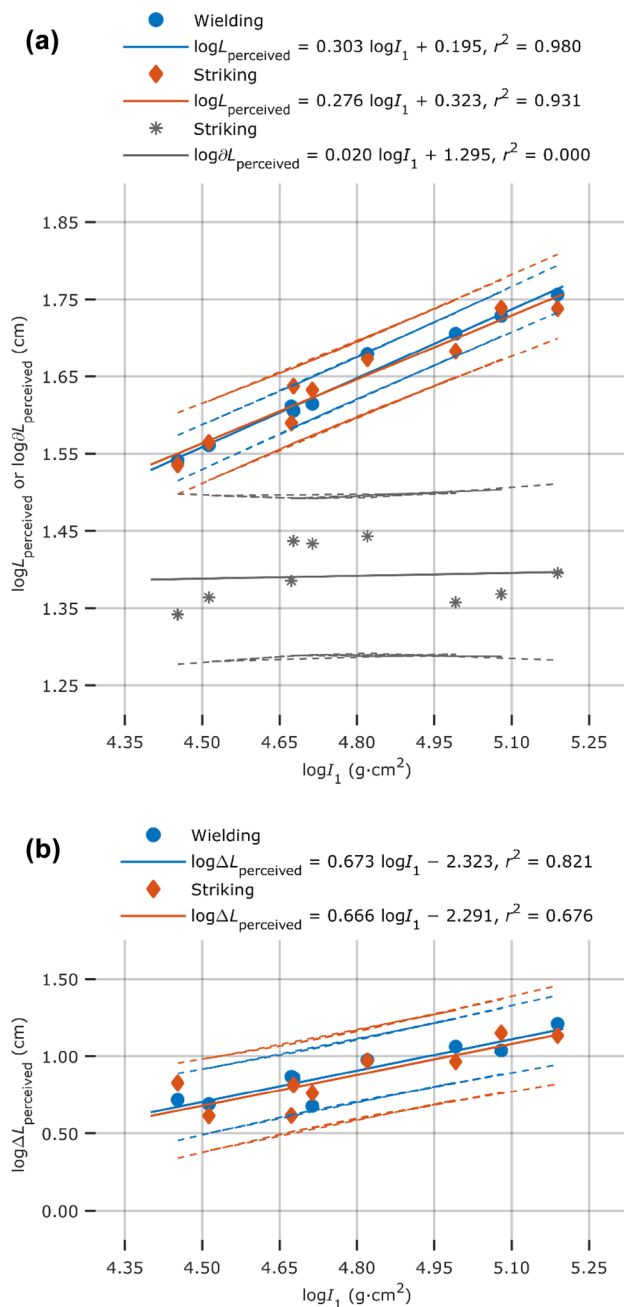 (a)
Wielding
logL_perceived = 0.303 logI_1 + 0.195, r^2 = 0.980
Striking
logL_perceived = 0.276 logI_1 + 0.323, r^2 = 0.931
Striking
log∂L_perceived = 0.020 logI_1 + 1.295, r^2 = 0.000
logL_perceived or log∂L_perceived (cm)
1.85
1.75
1.65
1.55
1.45
1.35
1.25
4.35 4.50 4.65 4.80 4.95 5.10 5.25
logI_1 (g·cm^2)
(b)
Wielding
logΔL_perceived = 0.673 logI_1 − 2.323, r^2 = 0.821
Striking
logΔL_perceived = 0.666 logI_1 − 2.291, r^2 = 0.676
logΔL_perceived (cm)
1.50
1.00
0.50
0.00
4.35 4.50 4.65 4.80 4.95 5.10 5.25
logI_1 (g·cm^2)